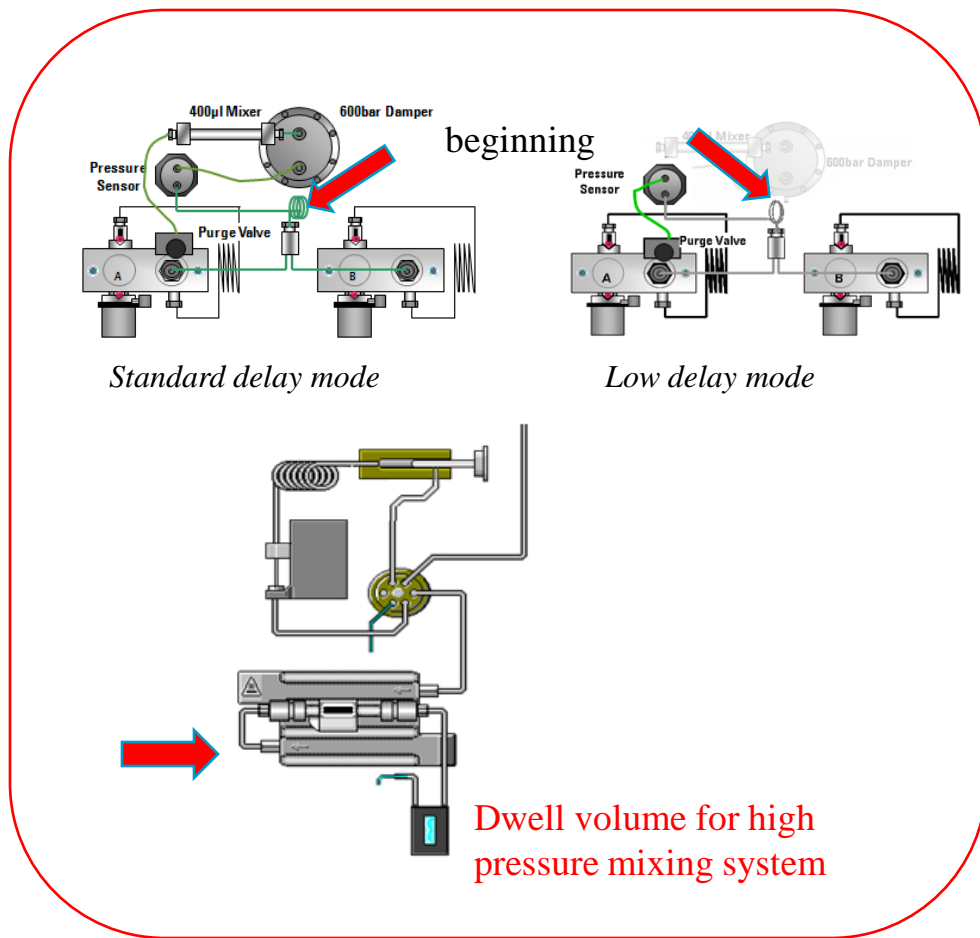 400µl Mixer
600bar Damper
beginning
Pressure
Sensor
Purge Valve
A
B
Standard delay mode
400µl Mixer
600bar Damper
Pressure
Sensor
Purge Valve
A
B
Low delay mode
Dwell volume for high
pressure mixing system